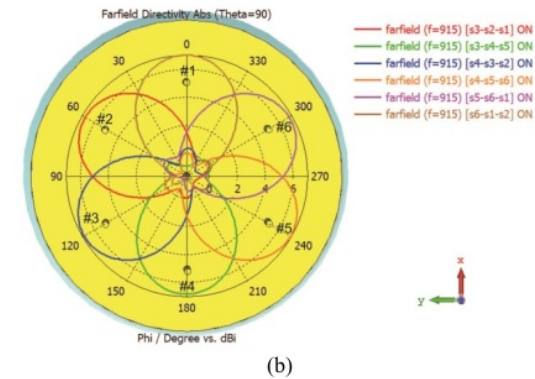 Farfield Directivity Abs (Theta=90)
farfield (f=915) [s3-s2-s1] ON
farfield (f=915) [s3-s4-s5] ON
farfield (f=915) [s4-s3-s2] ON
farfield (f=915) [s4-s5-s6] ON
farfield (f=915) [s5-s6-s1] ON
farfield (f=915) [s6-s1-s2] ON
0
30
330
#1
60
300
#2
#6
90
0
2
4
6
270
#3
#5
120
240
#4
150
210
180
x
y
Phi / Degree vs. dBi
(b)